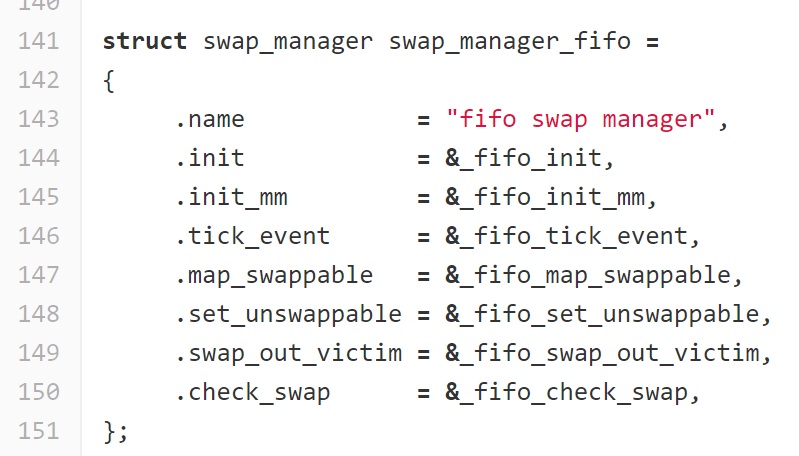 140
141 struct swap_manager swap_manager_fifo =
142 {
143      .name            = "fifo swap manager",
144      .init            = &_fifo_init,
145      .init_mm         = &_fifo_init_mm,
146      .tick_event      = &_fifo_tick_event,
147      .map_swappable   = &_fifo_map_swappable,
148      .set_unswappable = &_fifo_set_unswappable,
149      .swap_out_victim = &_fifo_swap_out_victim,
150      .check_swap      = &_fifo_check_swap,
151 };